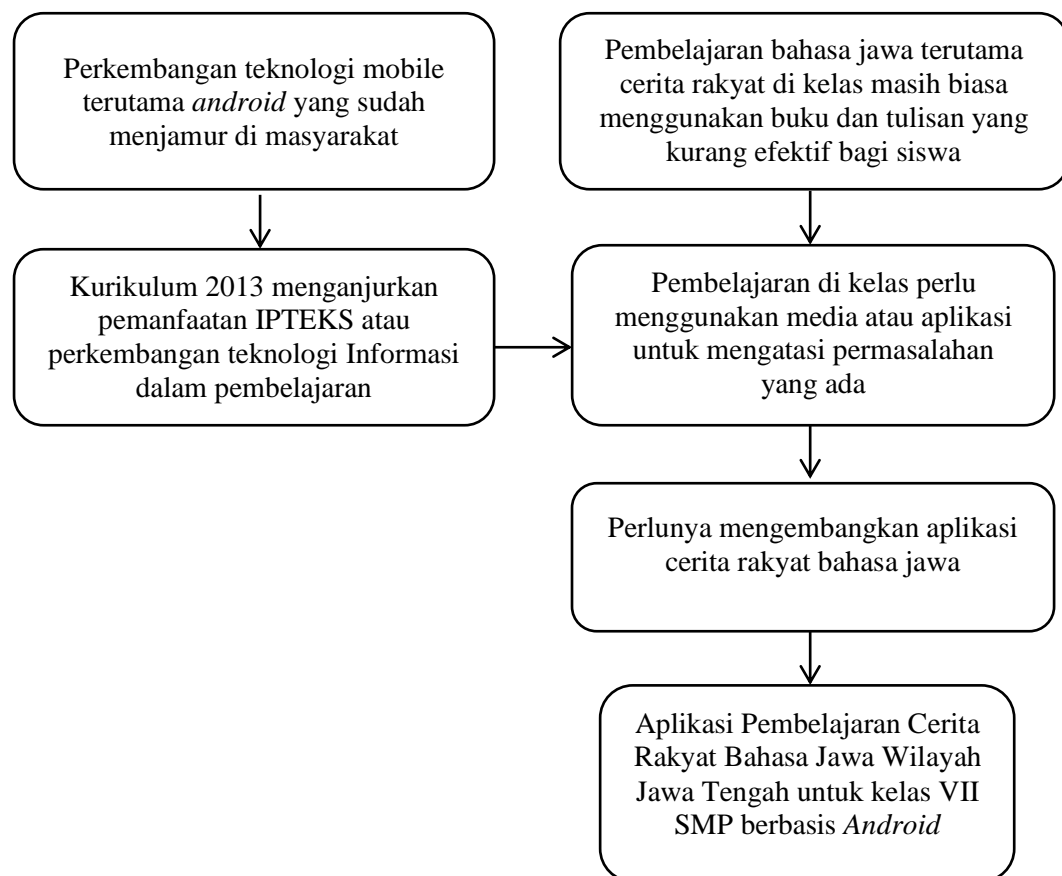 Perkembangan teknologi mobile
terutama android yang sudah
menjamur di masyarakat
Pembelajaran bahasa jawa terutama
cerita rakyat di kelas masih biasa
menggunakan buku dan tulisan yang
kurang efektif bagi siswa
Kurikulum 2013 menganjurkan
pemanfaatan IPTEKS atau
perkembangan teknologi Informasi
dalam pembelajaran
Pembelajaran di kelas perlu
menggunakan media atau aplikasi
untuk mengatasi permasalahan
yang ada
Perlunya mengembangkan aplikasi
cerita rakyat bahasa jawa
Aplikasi Pembelajaran Cerita
Rakyat Bahasa Jawa Wilayah
Jawa Tengah untuk kelas VII
SMP berbasis Android